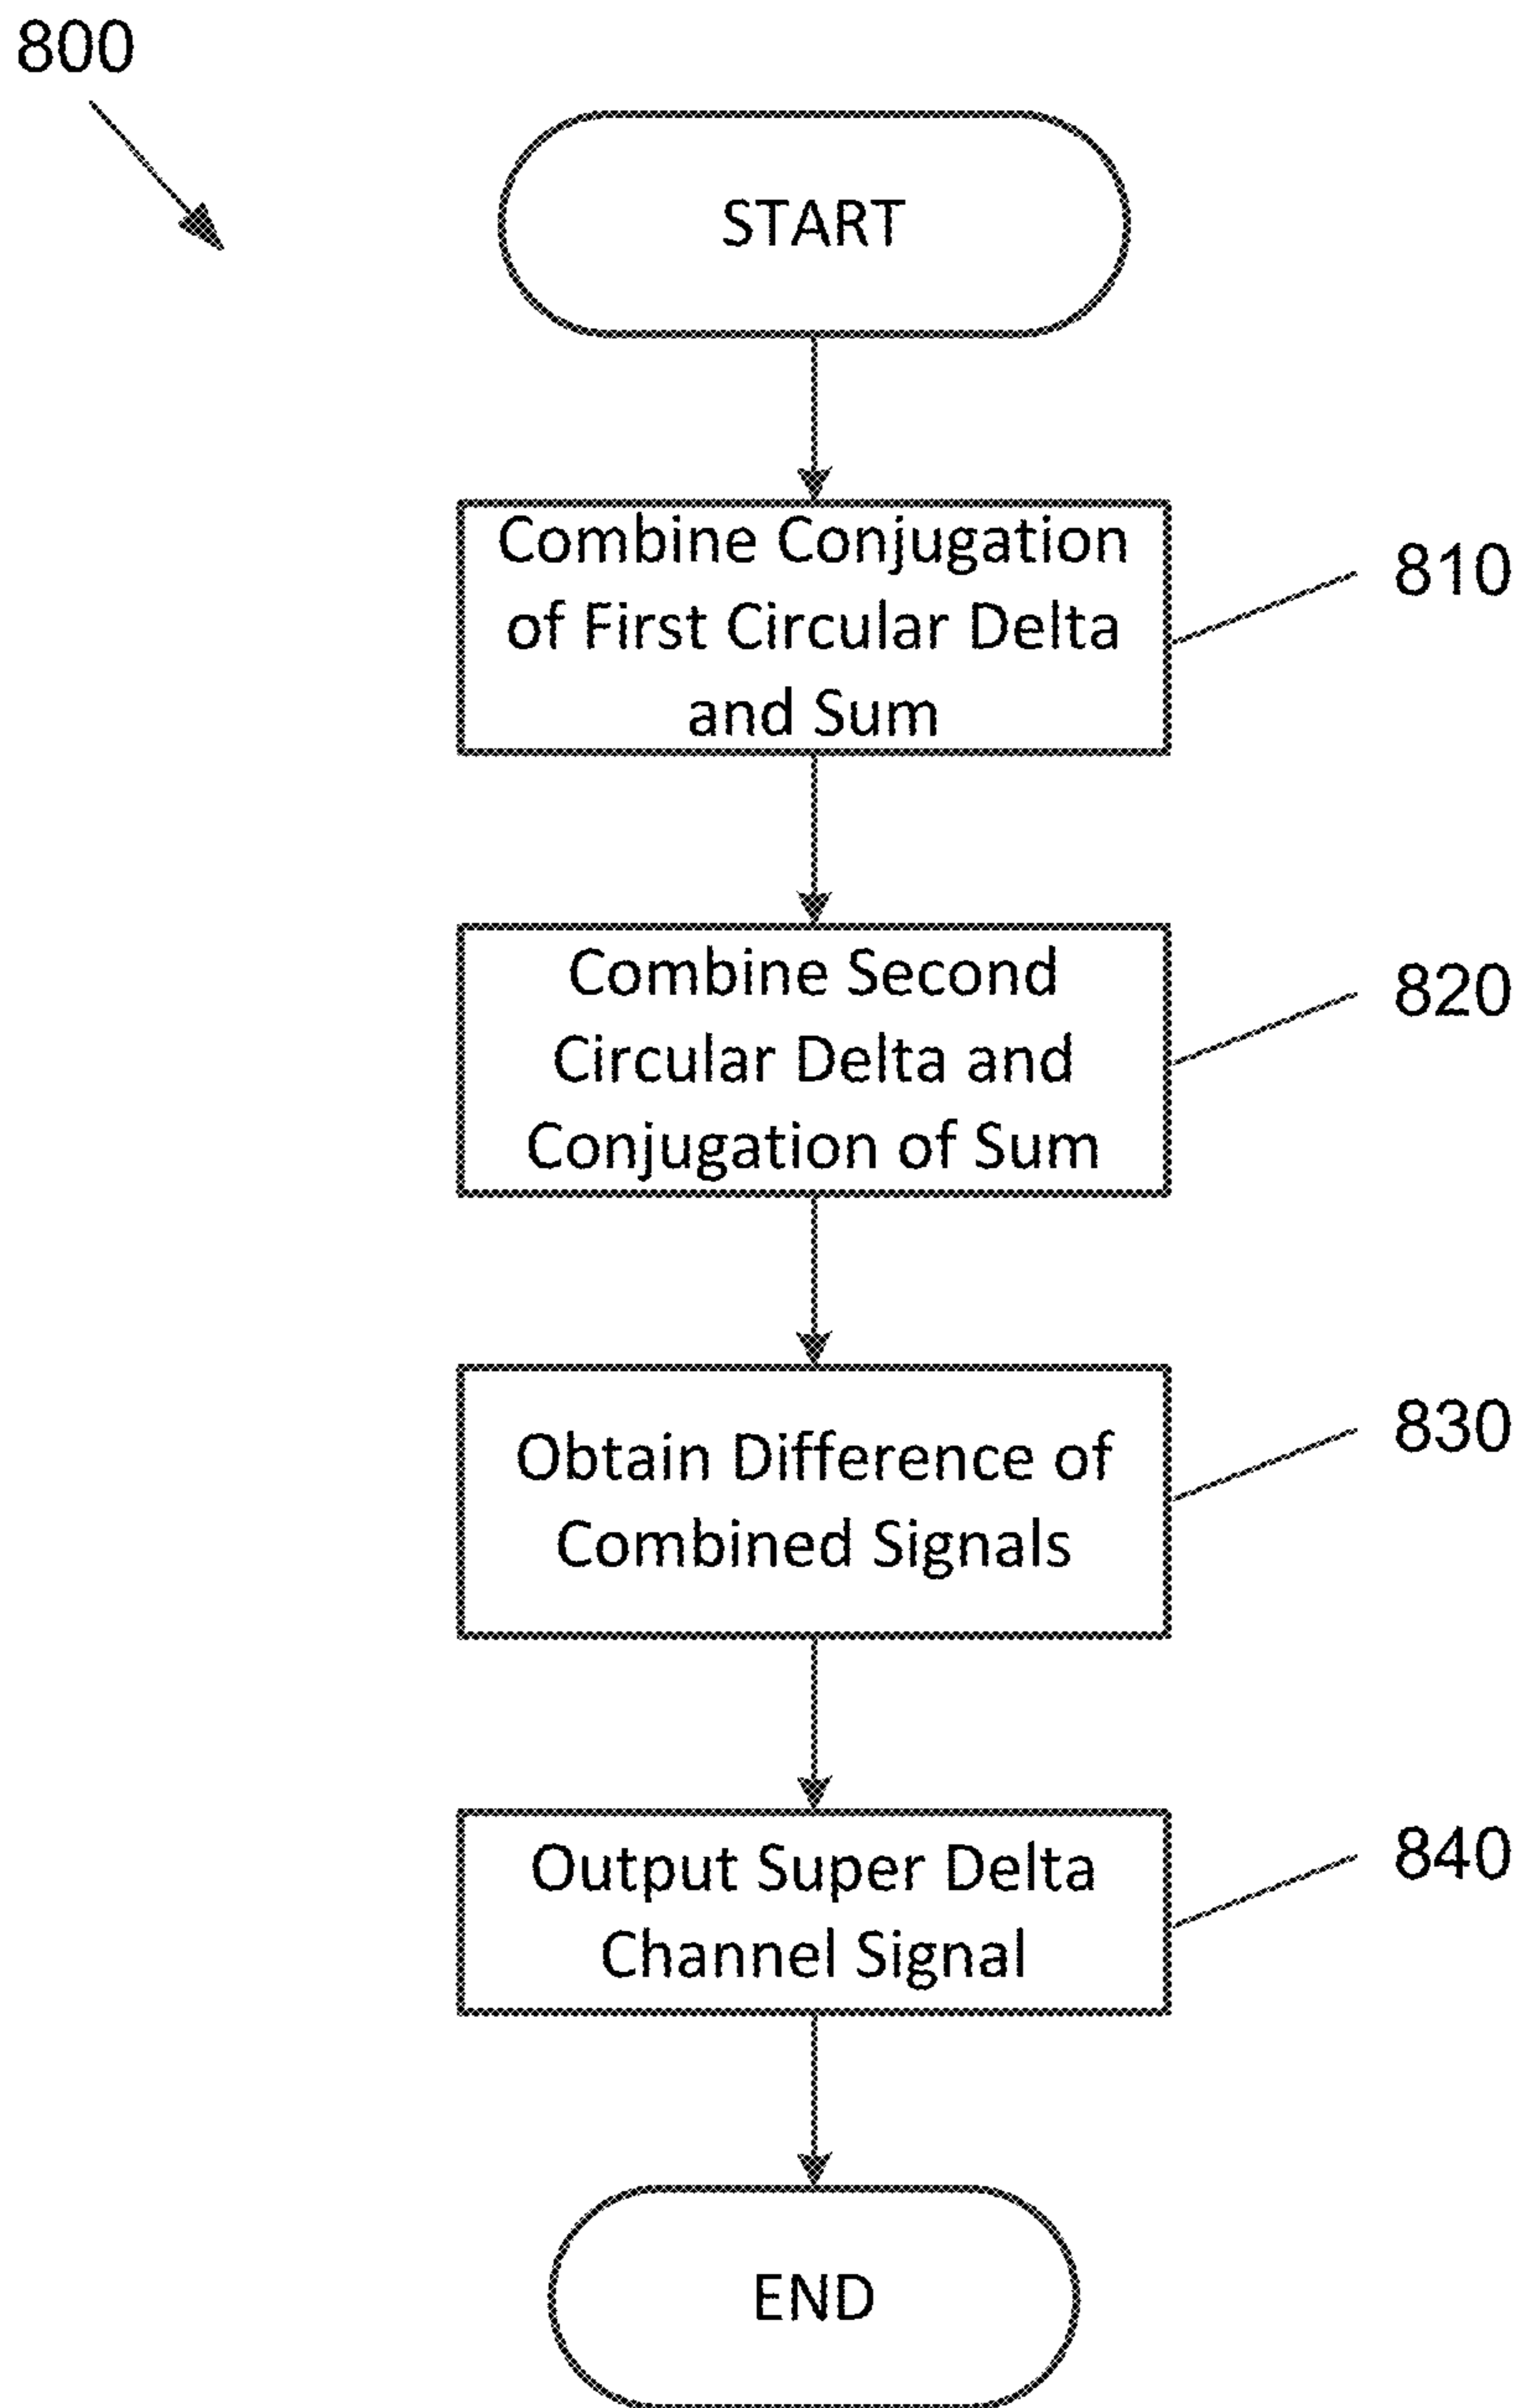 800
START
Combine Conjugation
of First Circular Delta
and Sum
810
Combine Second
Circular Delta and
Conjugation of Sum
820
Obtain Difference of
Combined Signals
830
Output Super Delta
Channel Signal
840
END